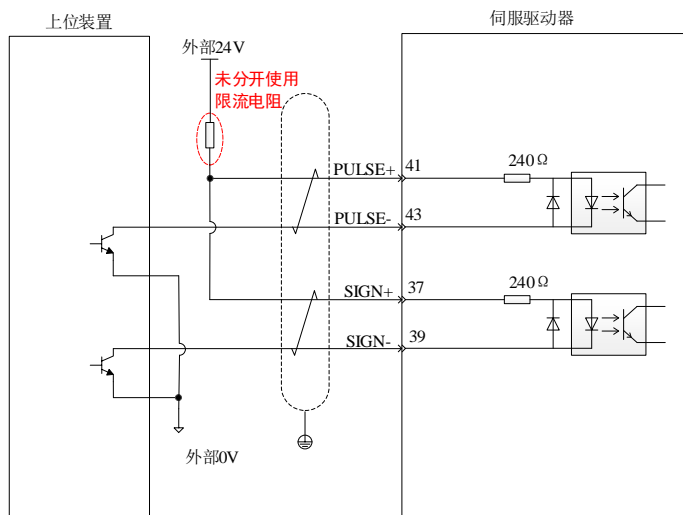 上位装置
伺服驱动器
外部24V
未分开使用
限流电阻
PULSE+
41
240Ω
PULSE-
43
SIGN+
37
240Ω
SIGN-
39
外部0V